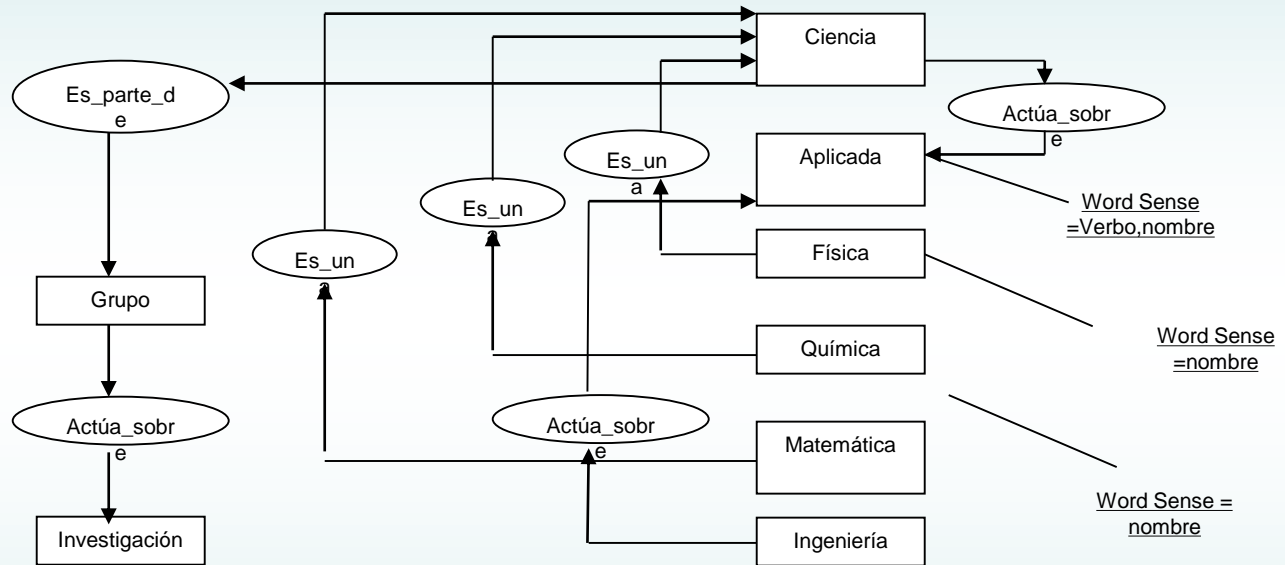 Ciencia
Es_parte_d
e
Actúa_sobr
e
Es_un
a
Aplicada
Es_un
a
Word Sense
=Verbo,nombre
Es_un
a
Física
Grupo
Química
Word Sense
=nombre
Actúa_sobr
e
Actúa_sobr
e
Matemática
Word Sense =
nombre
Investigación
Ingeniería